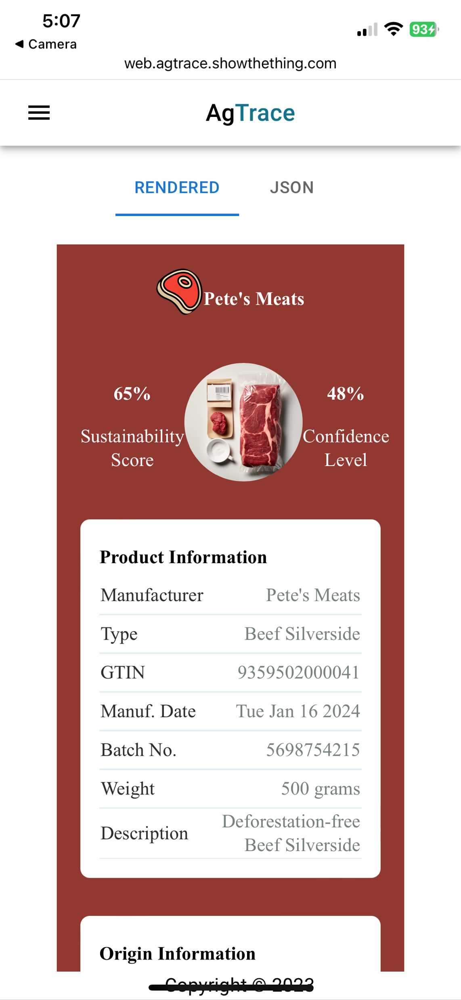 5:07
93
◀ Camera
web.agtrace.showthething.com
AgTrace
RENDERED JSON
Pete's Meats
65%
Sustainability
Score
48%
Confidence
Level
Product Information
Manufacturer Pete's Meats
Type Beef Silverside
GTIN 9359502000041
Manuf. Date Tue Jan 16 2024
Batch No. 5698754215
Weight 500 grams
Description Deforestation-free
Beef Silverside
Origin Information
Copyright © 2023